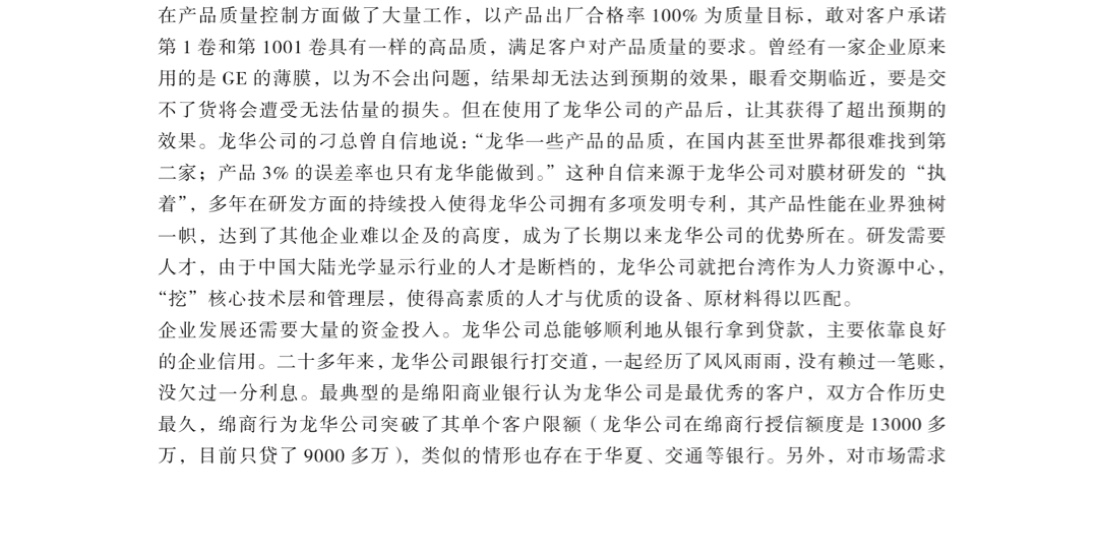 在产品质量控制方面做了大量工作，以产品出厂合格率 100% 为质量目标，敢对客户承诺
第 1 卷和第 1001 卷具有一样的高品质，满足客户对产品质量的要求。曾经有一家企业原来
用的是 GE 的薄膜，以为不会出问题，结果却无法达到预期的效果，眼看交期临近，要是交
不了货将会遭受无法估量的损失。但在使用了龙华公司的产品后，让其获得了超出预期的
效果。龙华公司的刁总曾自信地说：“龙华一些产品的品质，在国内甚至世界都很难找到第
二家；产品 3% 的误差率也只有龙华能做到。”这种自信来源于龙华公司对膜材研发的“执
着”，多年在研发方面的持续投入使得龙华公司拥有多项发明专利，其产品性能在业界独树
一帜，达到了其他企业难以企及的高度，成为了长期以来龙华公司的优势所在。研发需要
人才，由于中国大陆光学显示行业的人才是断档的，龙华公司就把台湾作为人力资源中心，
“挖”核心技术层和管理层，使得高素质的人才与优质的设备、原材料得以匹配。
企业发展还需要大量的资金投入。龙华公司总能够顺利地从银行拿到贷款，主要依靠良好
的企业信用。二十多年来，龙华公司跟银行打交道，一起经历了风风雨雨，没有赖过一笔账，
没欠过一分利息。最典型的是绵阳商业银行认为龙华公司是最优秀的客户，双方合作历史
最久，绵商行为龙华公司突破了其单个客户限额（龙华公司在绵商行授信额度是 13000 多
万，目前只贷了 9000 多万），类似的情形也存在于华夏、交通等银行。另外，对市场需求